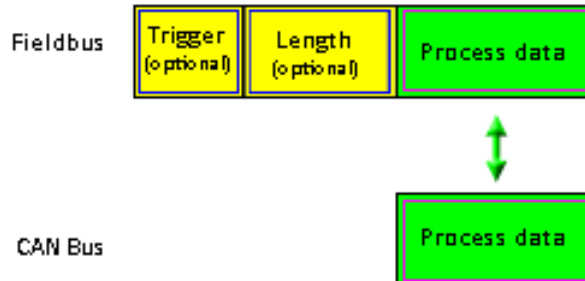 Fieldbus
Trigger
(optional)
Length
(optional)
Process data
CAN Bus
Process data